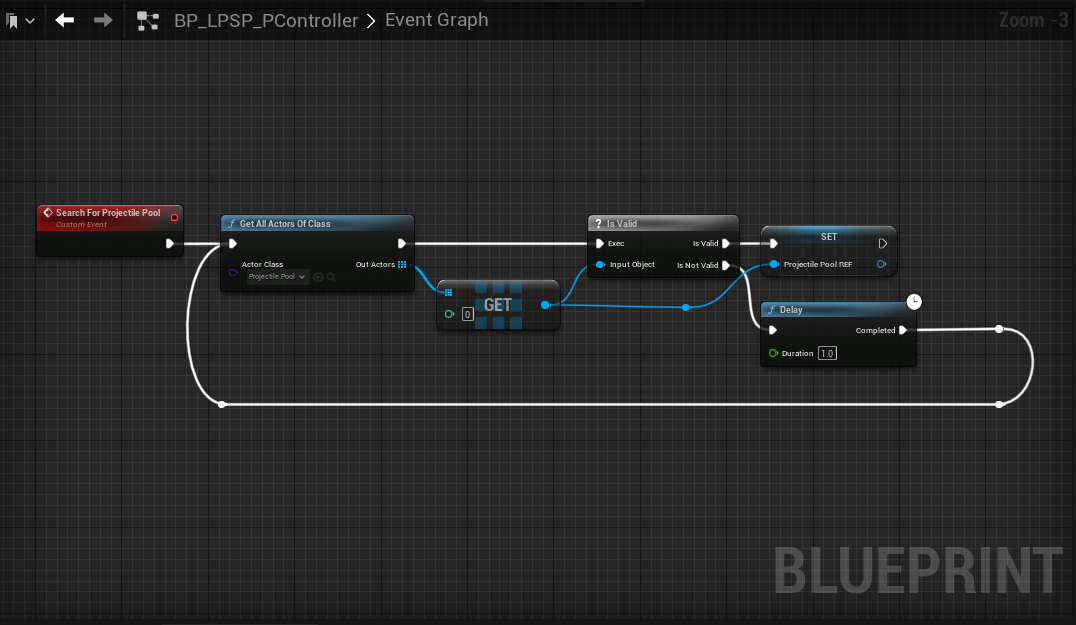 BP_LPSP_PController > Event Graph
Zoom -3
Search For Projectile Pool
Custom Event
Get All Actors Of Class
Actor Class
Projectile Pool
Out Actors
GET
0
? Is Valid
Exec
Is Valid
Input Object
Is Not Valid
SET
Projectile Pool REF
Delay
Completed
Duration 1.0
BLUEPRINT